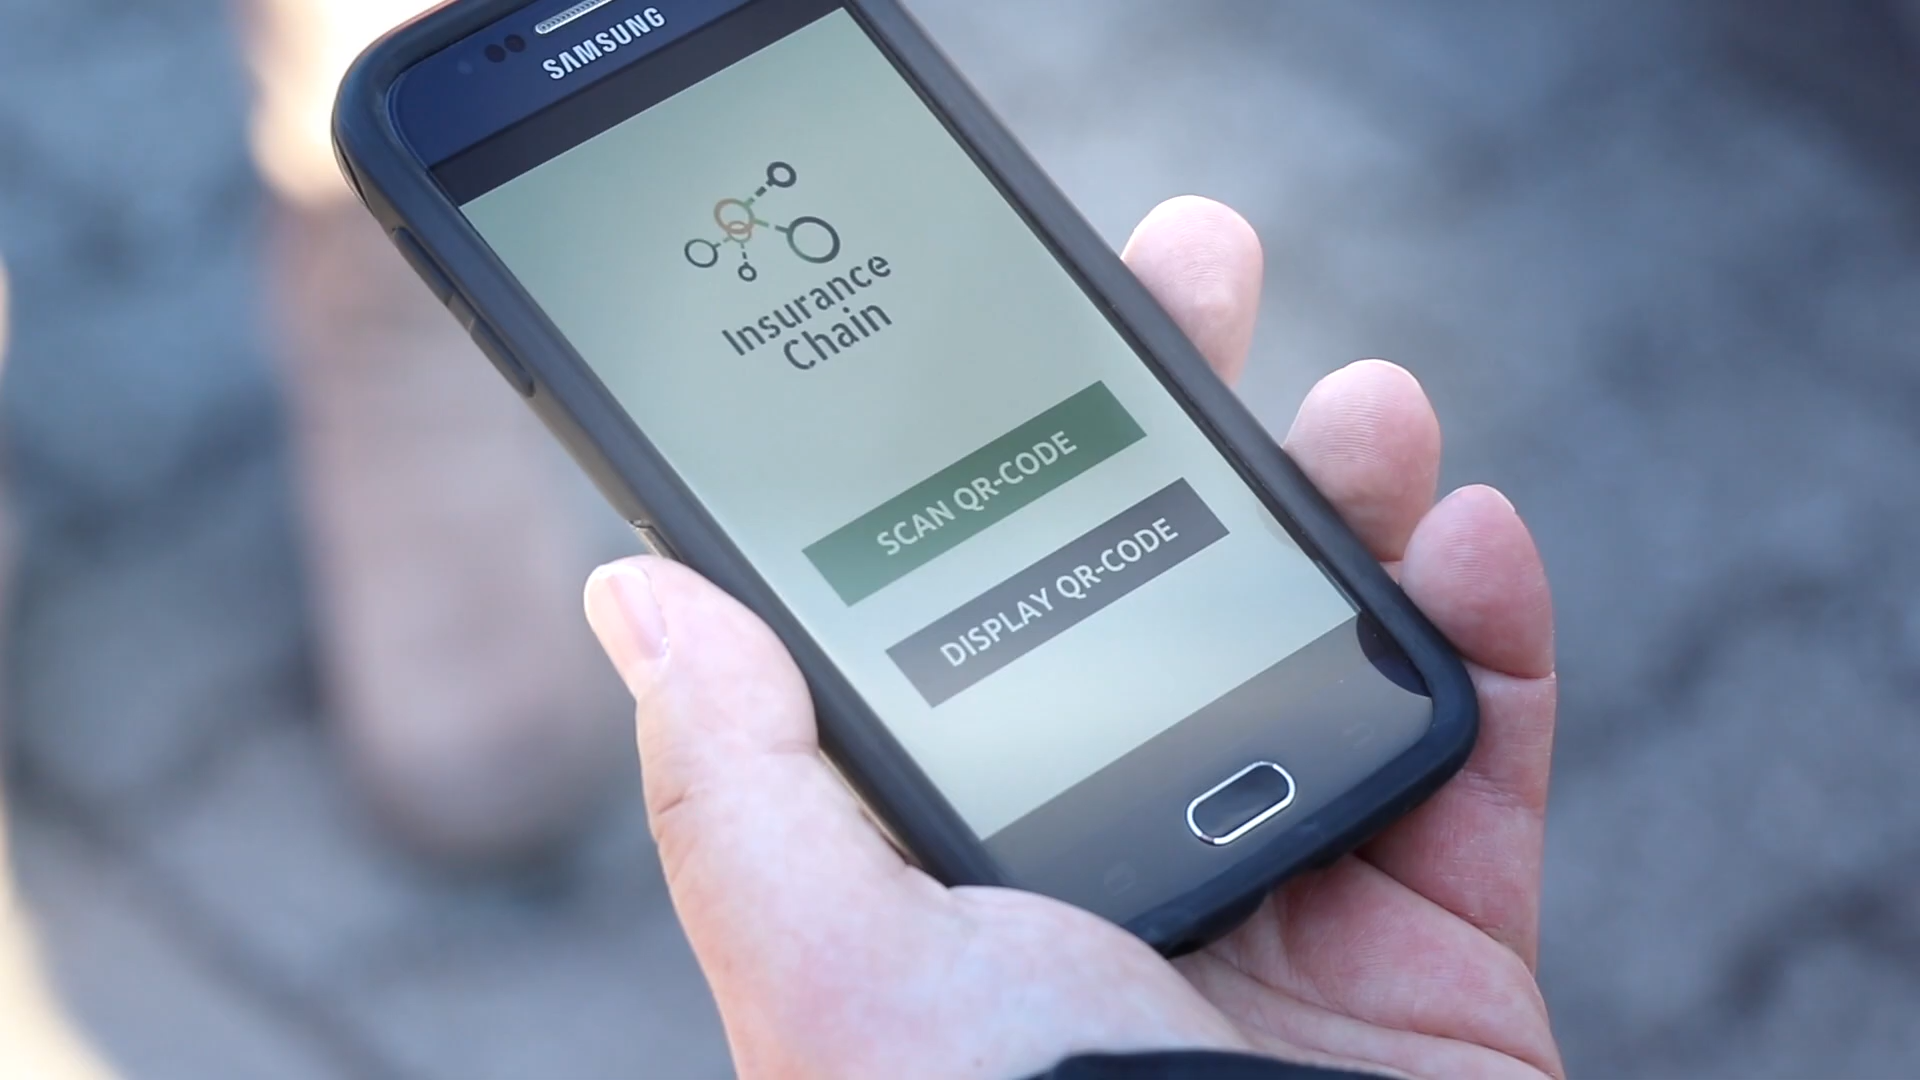 SAMSUNG
Insurance
Chain
SCAN QR-CODE
DISPLAY QR-CODE